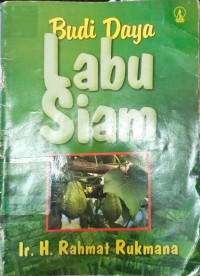 Budi Daya
Labu
Siam
Ir. H. Rahmat Rukmana